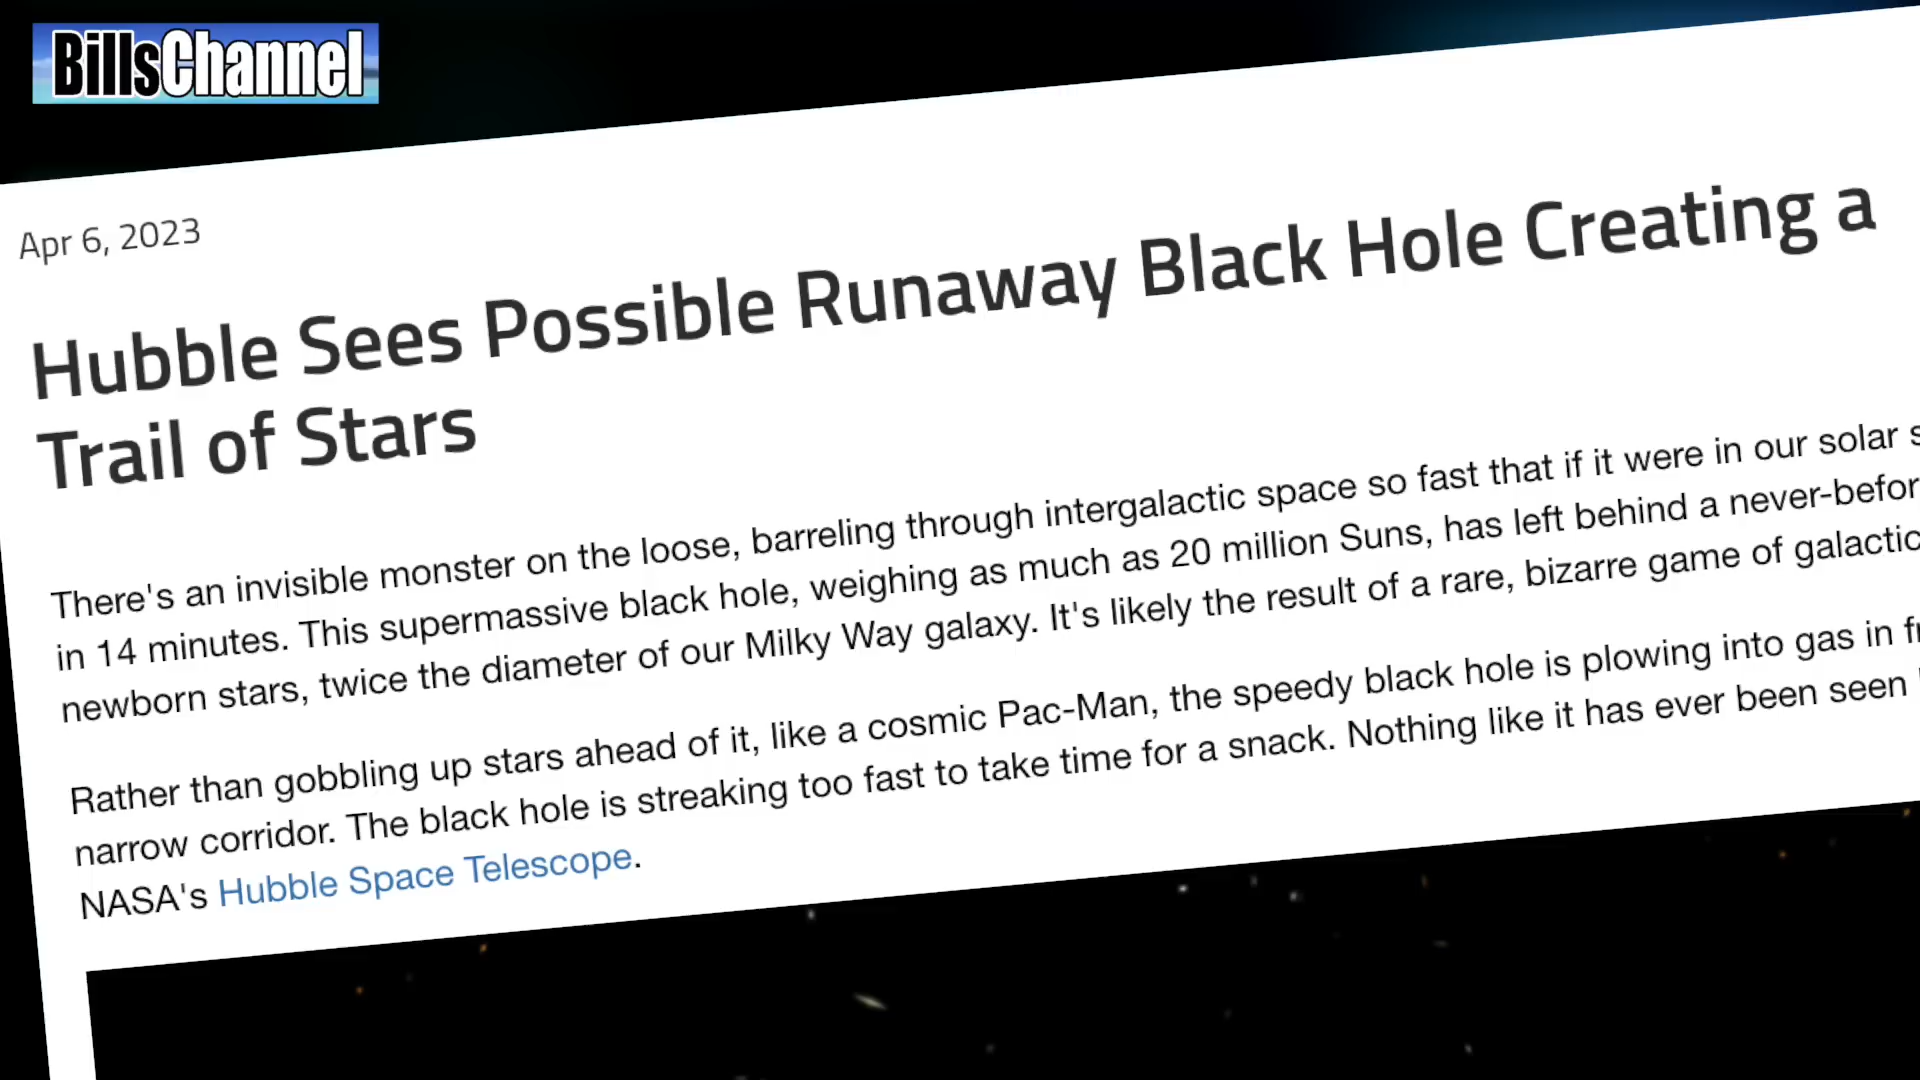 BillsChannel
Apr 6, 2023
Hubble Sees Possible Runaway Black Hole Creating a
Trail of Stars
There's an invisible monster on the loose, barreling through intergalactic space so fast that if it were in our solar
in 14 minutes. This supermassive black hole, weighing as much as 20 million Suns, has left behind a
newborn stars, twice the diameter of our Milky Way galaxy. It's likely the result of a rare, bizarre game of galactic
Rather than gobbling up stars ahead of it, like a cosmic Pac-Man, the speedy black hole is plowing into gas in
narrow corridor. The black hole is streaking too fast to take time for a snack. Nothing like it has ever been seen
NASA's Hubble Space Telescope.